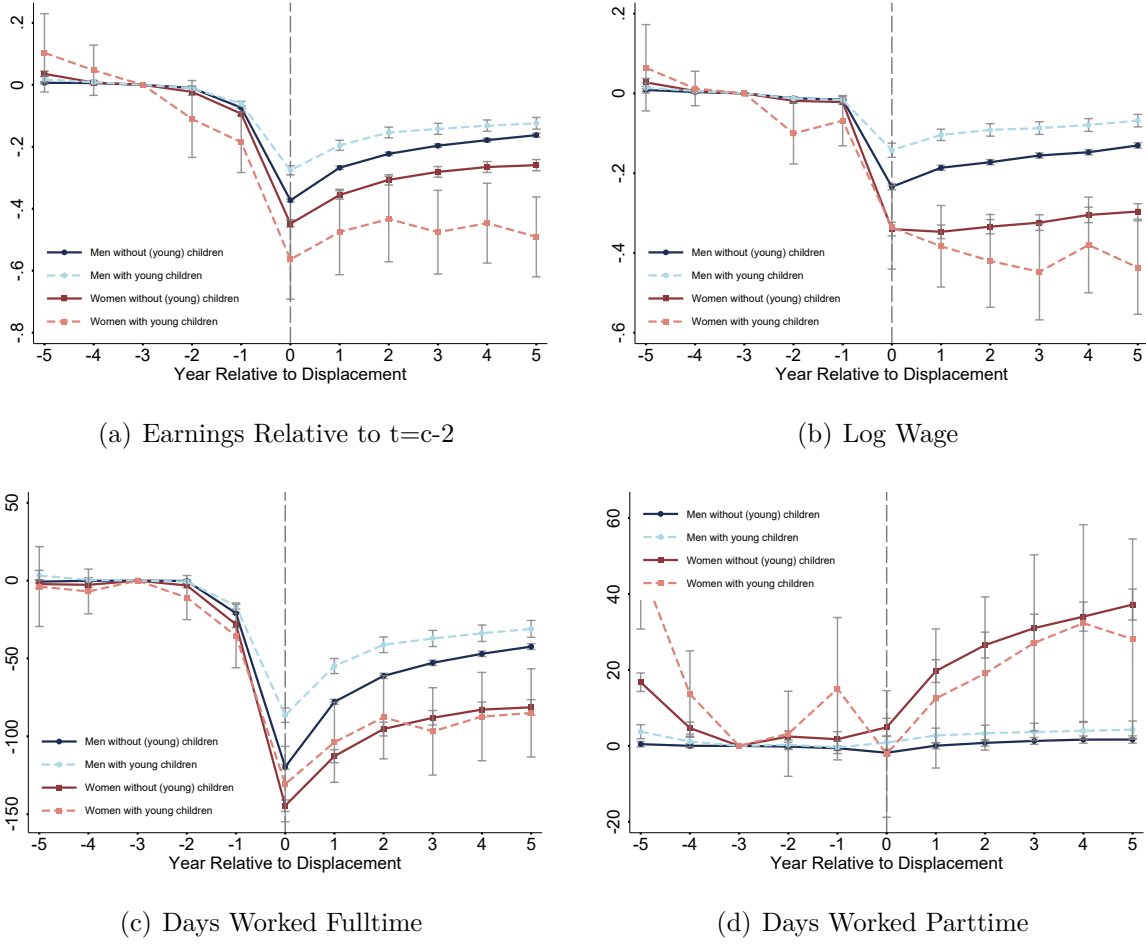 .2
0
-.2
-.4
-.6
-.8
Men without (young) children
Men with young children
Women without (young) children
Women with young children
-5 -4 -3 -2 -1 0 1 2 3 4 5
Year Relative to Displacement
(a) Earnings Relative to t=c-2
.2
0
-.2
-.4
-.6
Men without (young) children
Men with young children
Women without (young) children
Women with young children
-5 -4 -3 -2 -1 0 1 2 3 4 5
Year Relative to Displacement
(b) Log Wage
50
0
-50
-100
-150
Men without (young) children
Men with young children
Women without (young) children
Women with young children
-5 -4 -3 -2 -1 0 1 2 3 4 5
Year Relative to Displacement
(c) Days Worked Fulltime
60
40
20
0
-20
Men without (young) children
Men with young children
Women without (young) children
Women with young children
-5 -4 -3 -2 -1 0 1 2 3 4 5
Year Relative to Displacement
(d) Days Worked Parttime